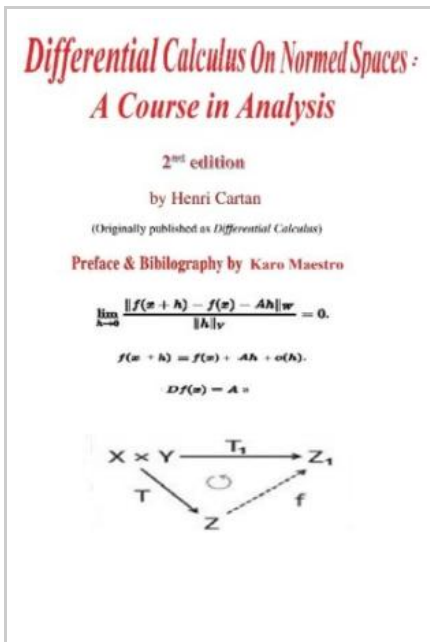 Differential Calculus On Normed Spaces :
A Course in Analysis
2nd edition
by Henri Cartan
(Originally published as Differential Calculus)
Preface & Bibilography by Karo Maestro
lim h→0 ‖f(x + h) − f(x) − Ah‖W / ‖h‖V = 0.
f(x + h) = f(x) + Ah + o(h).
Df(x) = A »
X × Y T₁ Z₁
T f
Z